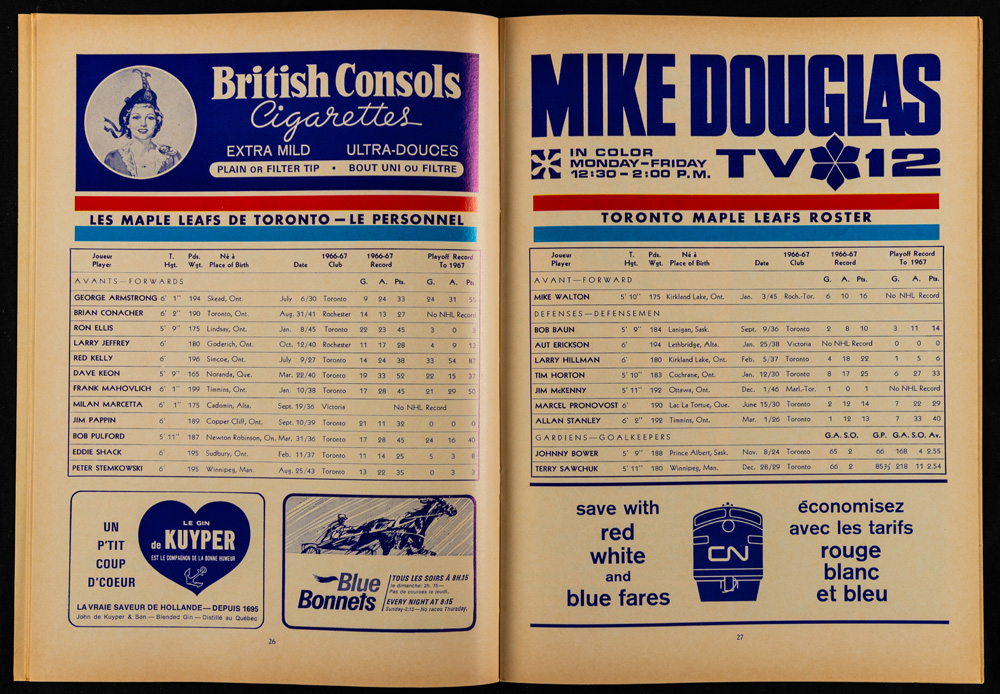 British Consols
Cigarettes
EXTRA MILD ULTRA-DOUCES
PLAIN OR FILTER TIP • BOUT UNI OU FILTRE
LES MAPLE LEAFS DE TORONTO — LE PERSONNEL
Joueur T. Pds. Né à 1966-67 1966-67 Playoff Record
Player Hgt. Wgt. Place of Birth Date Club Record To 1967
AVANTS—FORWARDS G. A. Pts. G. A. Pts.
GEORGE ARMSTRONG 6' 1" 194 Skead, Ont. July 6/30 Toronto 9 24 33 24 31 55
BRIAN CONACHER 6' 2" 190 Toronto, Ont. Aug. 31/41 Rochester 14 13 27 No NHL Record
RON ELLIS 5' 9" 175 Lindsay, Ont. Jan. 8/45 Toronto 22 23 45 3 0 3
LARRY JEFFREY 6' 180 Goderich, Ont. Oct. 12/40 Rochester 11 17 28 4 9 13
RED KELLY 6' 196 Simcoe, Ont. July 9/27 Toronto 14 24 38 33 54 87
DAVE KEON 5' 9" 165 Noranda, Que. Mar. 22/40 Toronto 19 33 52 22 15 37
FRANK MAHOVLICH 6' 1" 199 Timmins, Ont. Jan. 10/38 Toronto 17 28 45 21 29 50
MILAN MARCETTA 6' 1" 175 Cadomin, Alta. Sept. 19/36 Victoria No NHL Record
JIM PAPPIN 6' 189 Copper Cliff, Ont. Sept. 10/39 Toronto 21 11 32 0 0 0
BOB PULFORD 5' 11" 187 Newton Robinson, On. Mar. 31/36 Toronto 17 28 45 24 16 40
EDDIE SHACK 6' 195 Sudbury, Ont. Feb. 11/37 Toronto 11 14 25 5 3 8
PETER STEMKOWSKI 6' 195 Winnipeg, Man. Aug. 25/43 Toronto 13 22 35 0 3 3
UN
P'TIT
COUP
D'COEUR
LE GIN
de KUYPER
EST LE COMPAGNON DE LA BONNE HUMEUR
LA VRAIE SAVEUR DE HOLLANDE—DEPUIS 1695
John de Kuyper & Son — Blended Gin — Distillé au Québec
Blue
Bonnets
TOUS LES SOIRS À 8H.15
le dimanche: 2h. 15—
Pas de courses le jeudi.
EVERY NIGHT AT 8:15
Sunday-2:15—No races Thursday.
26
MIKE DOUGLAS
IN COLOR
MONDAY–FRIDAY
12:30–2:00 P.M.
TV 12
TORONTO MAPLE LEAFS ROSTER
Joueur T. Pds. Né à 1966-67 1966-67 Playoff Record
Player Hgt. Wgt. Place of Birth Date Club Record To 1967
AVANT—FORWARD G. A. Pts. G. A. Pts.
MIKE WALTON 5' 10" 175 Kirkland Lake, Ont. Jan. 3/45 Roch.-Tor. 6 10 16 No NHL Record
DEFENSES—DEFENSEMEN
BOB BAUN 5' 9" 184 Lanigan, Sask. Sept. 9/36 Toronto 2 8 10 3 11 14
AUT ERICKSON 6' 194 Lethbridge, Alta. Jan. 25/38 Victoria No NHL Record 0 0 0
LARRY HILLMAN 6' 180 Kirkland Lake, Ont. Feb. 5/37 Toronto 4 18 22 1 5 6
TIM HORTON 5' 10" 183 Cochrane, Ont. Jan. 12/30 Toronto 8 17 25 6 27 33
JIM McKENNY 5' 11" 192 Ottawa, Ont. Dec. 1/46 Marl.-Tor. 1 0 1 No NHL Record
MARCEL PRONOVOST 6' 190 Lac La Tortue, Que. June 15/30 Toronto 2 12 14 7 22 29
ALLAN STANLEY 6' 2" 192 Timmins, Ont. Mar. 1/26 Toronto 1 12 13 7 33 40
GARDIENS—GOALKEEPERS G.A. S.O. G.P. G.A. S.O. Av.
JOHNNY BOWER 5' 9" 188 Prince Albert, Sask. Nov. 8/24 Toronto 65 2 66 168 4 2.55
TERRY SAWCHUK 5' 11" 180 Winnipeg, Man. Dec. 28/29 Toronto 66 2 85⅔ 218 11 2.54
save with
red
white
and
blue fares
CN
économisez
avec les tarifs
rouge
blanc
et bleu
27